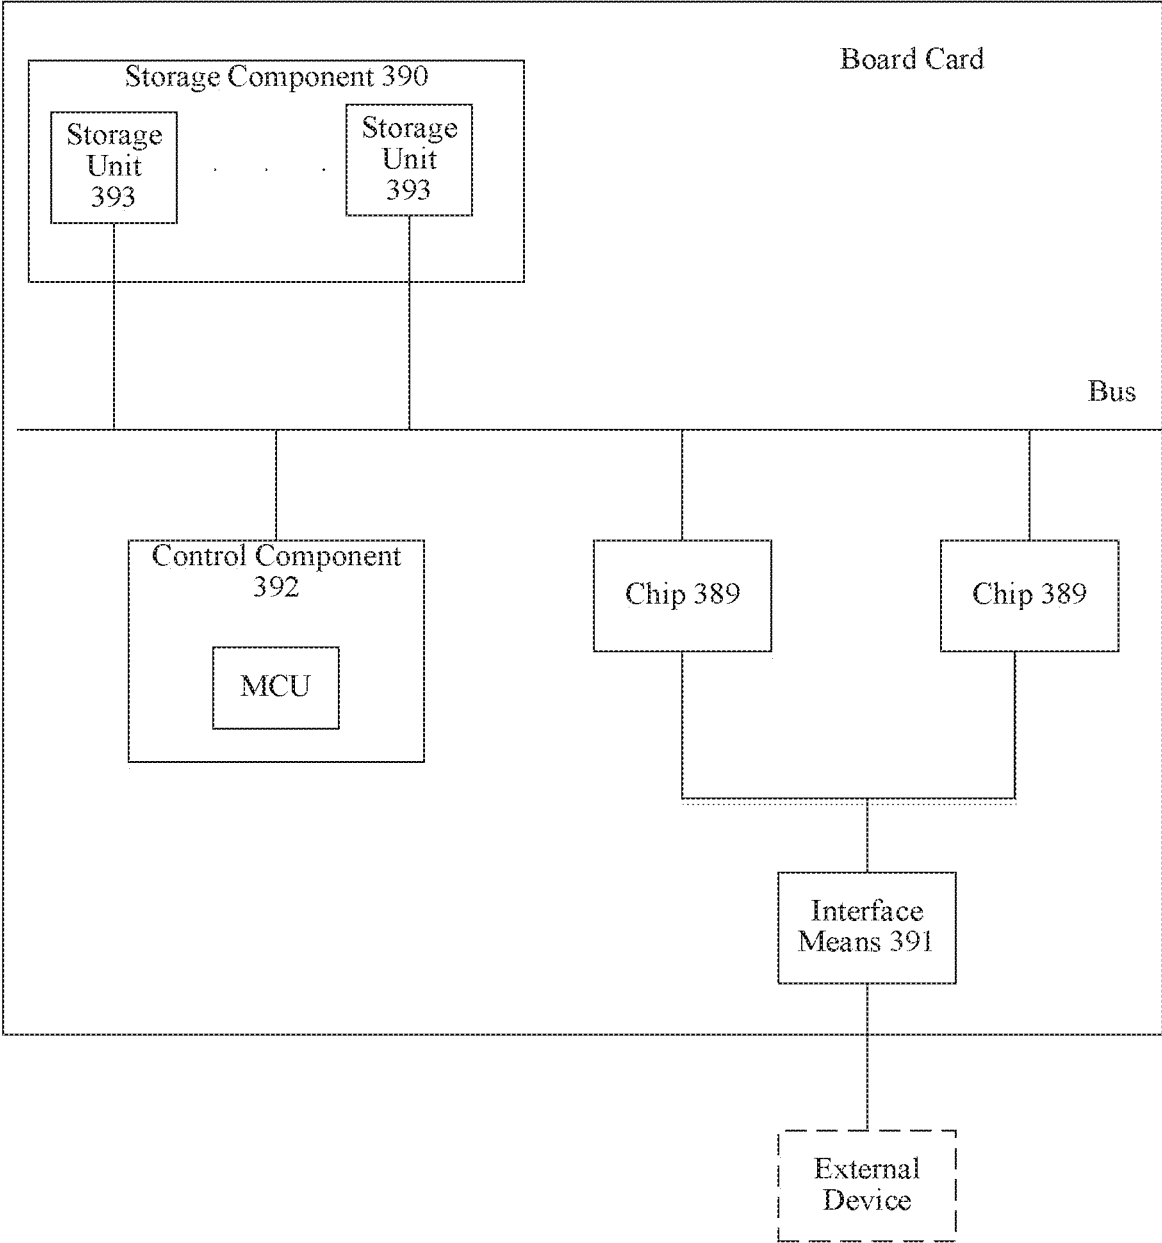 Board Card
Storage Component 390
Storage
Unit
393
Storage
Unit
393
Bus
Control Component
392
MCU
Chip 389
Chip 389
Interface
Means 391
External
Device